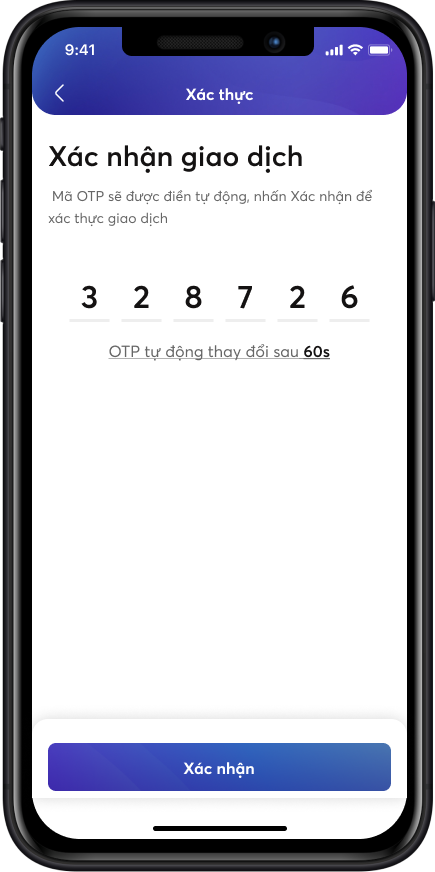 9:41
Xác thực
Xác nhận giao dịch
Mã OTP sẽ được điền tự động, nhấn Xác nhận để
xác thực giao dịch
3 2 8 7 2 6
OTP tự động thay đổi sau 60s
Xác nhận